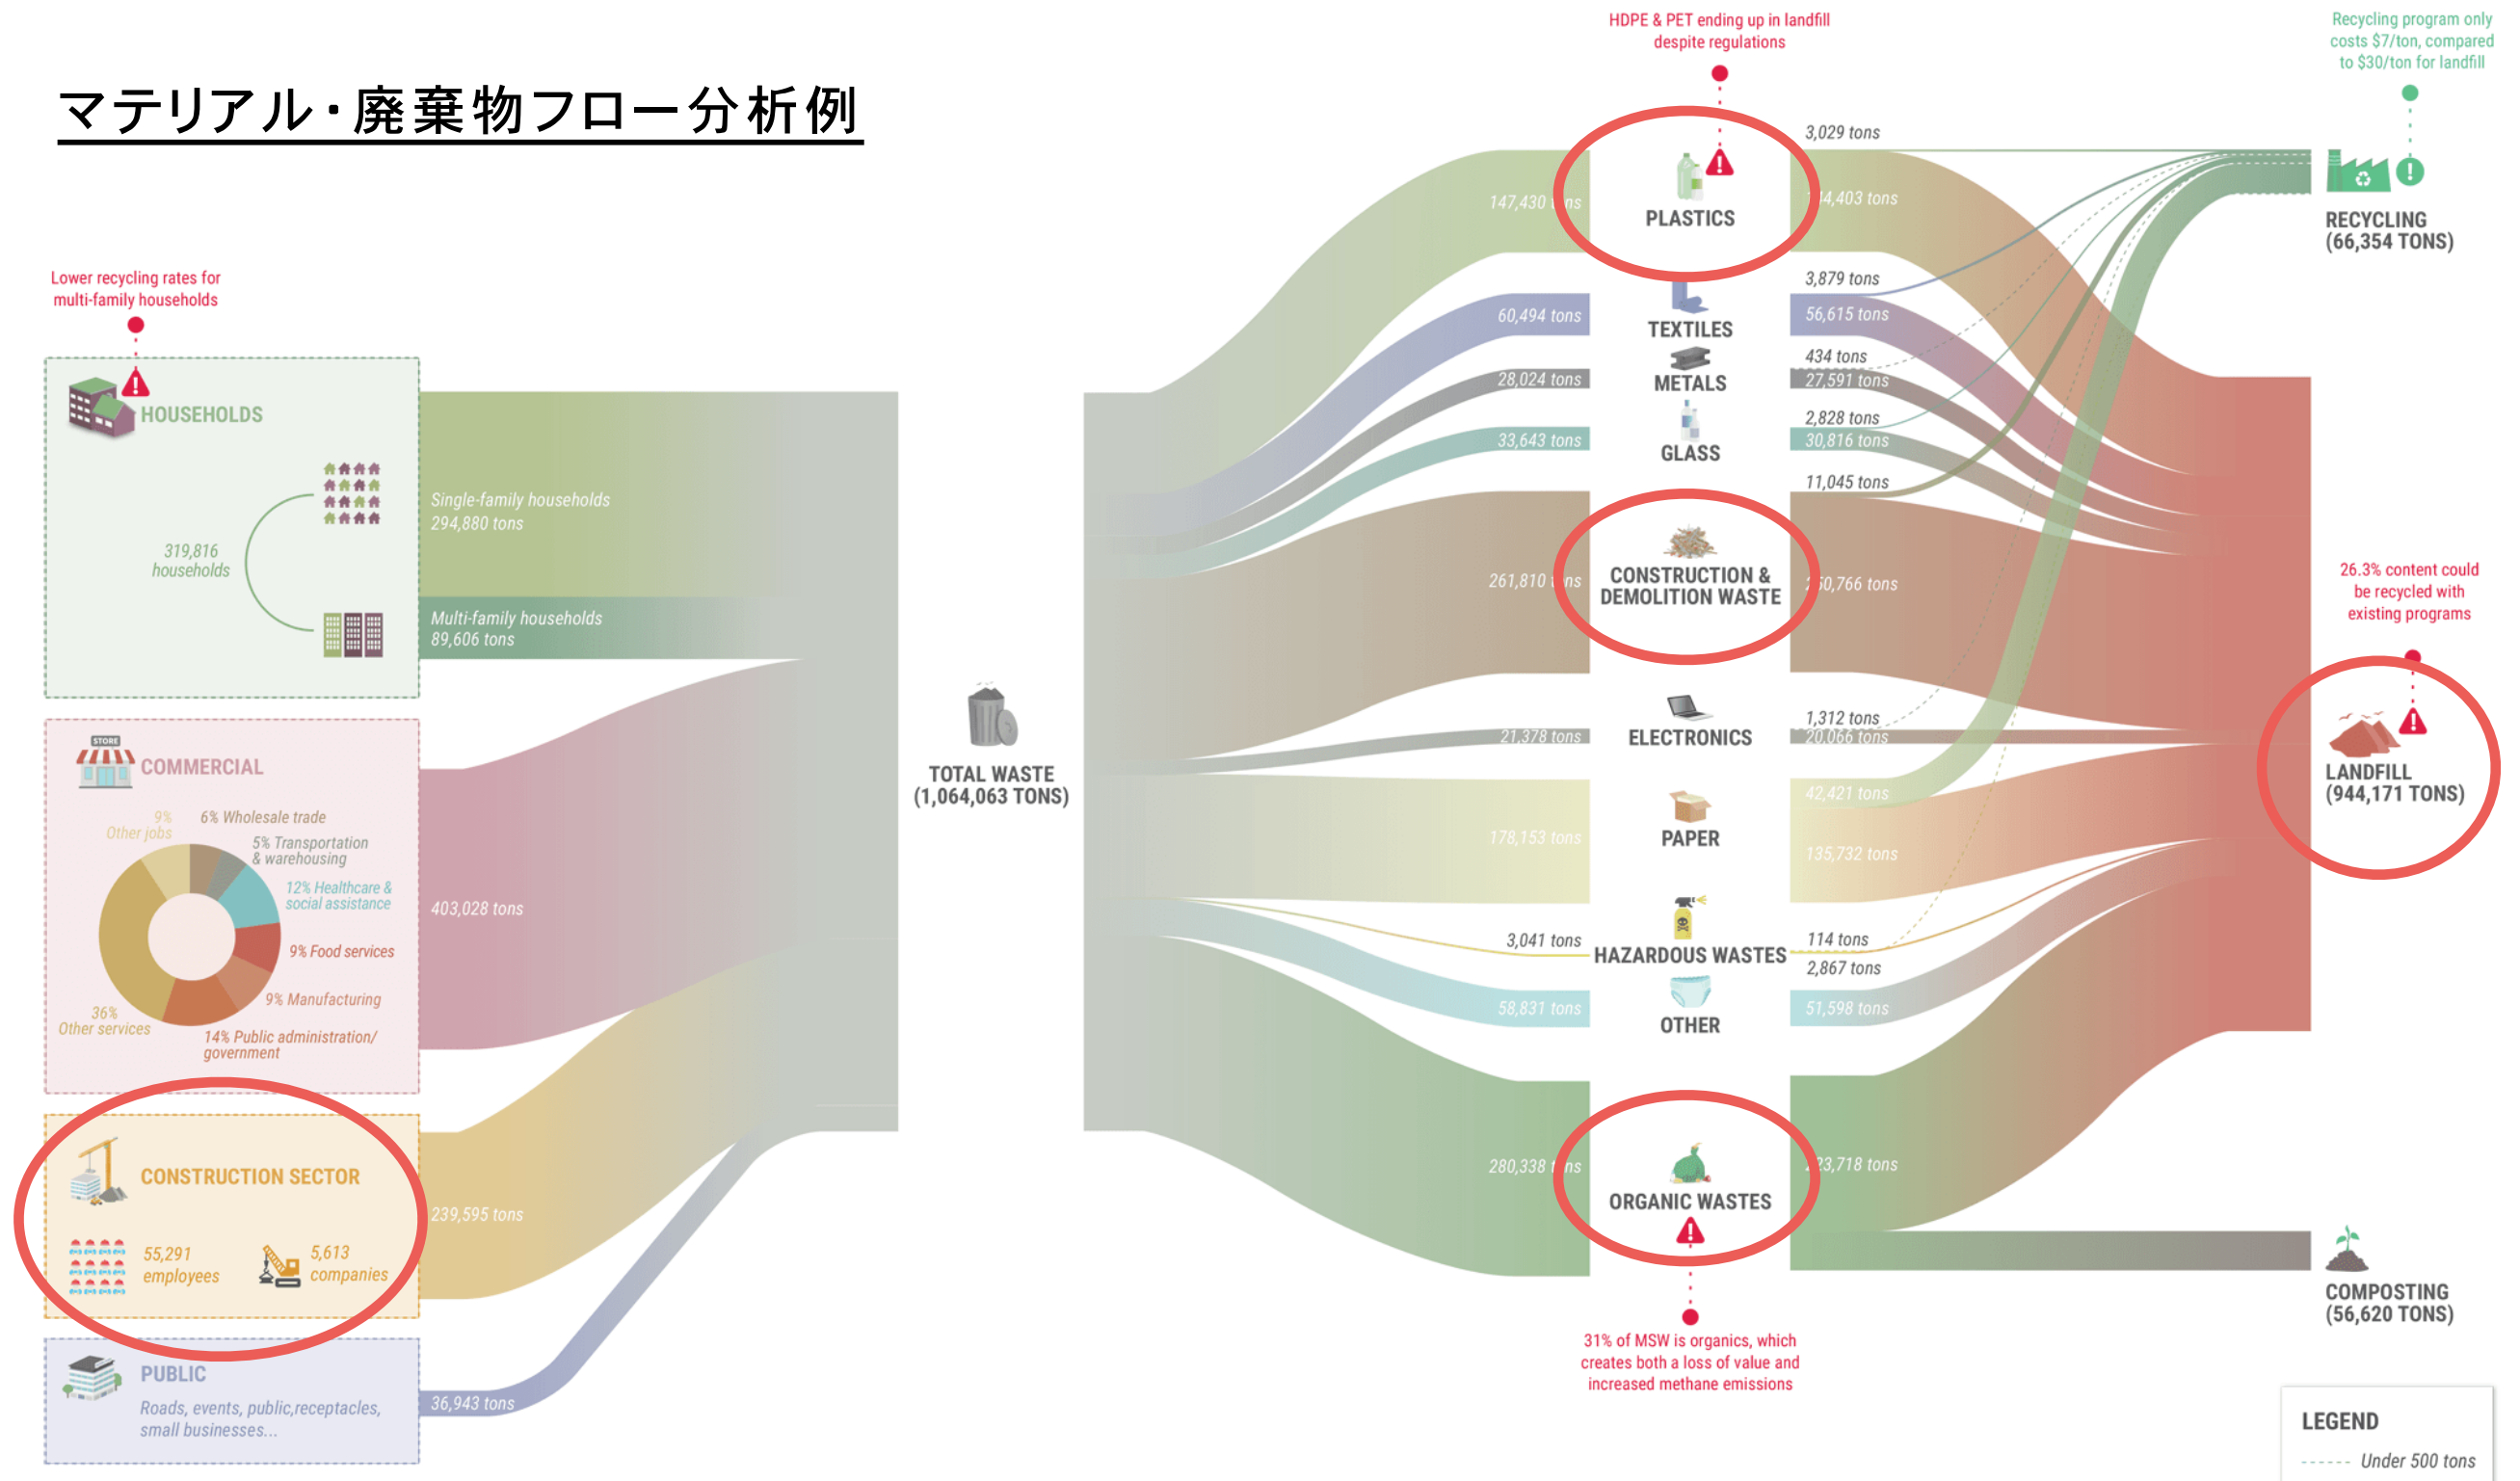 マテリアル・廃棄物フロー分析例
HDPE & PET ending up in landfill
despite regulations
Recycling program only
costs $7/ton, compared
to $30/ton for landfill
Lower recycling rates for
multi-family households
HOUSEHOLDS
319,816
households
Single-family households
294,880 tons
Multi-family households
89,606 tons
STORE
COMMERCIAL
9%
Other jobs
6% Wholesale trade
5% Transportation
& warehousing
12% Healthcare &
social assistance
9% Food services
9% Manufacturing
14% Public administration/
government
36%
Other services
403,028 tons
CONSTRUCTION SECTOR
55,291
employees
5,613
companies
239,595 tons
PUBLIC
Roads, events, public,receptacles,
small businesses...
36,943 tons
TOTAL WASTE
(1,064,063 TONS)
147,430 tons
PLASTICS
3,029 tons
60,494 tons
TEXTILES
3,879 tons
56,615 tons
28,024 tons
METALS
434 tons
27,591 tons
33,643 tons
GLASS
2,828 tons
30,816 tons
261,810 tons
CONSTRUCTION &
DEMOLITION WASTE
11,045 tons
21,378 tons
ELECTRONICS
1,312 tons
20,066 tons
178,153 tons
PAPER
42,421 tons
135,732 tons
3,041 tons
HAZARDOUS WASTES
114 tons
2,867 tons
58,831 tons
OTHER
51,598 tons
280,338 tons
ORGANIC WASTES
31% of MSW is organics, which
creates both a loss of value and
increased methane emissions
RECYCLING
(66,354 TONS)
26.3% content could
be recycled with
existing programs
LANDFILL
(944,171 TONS)
COMPOSTING
(56,620 TONS)
LEGEND
Under 500 tons